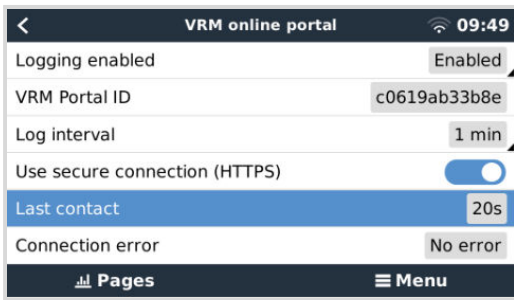 VRM online portal 09:49
Logging enabled Enabled
VRM Portal ID c0619ab33b8e
Log interval 1 min
Use secure connection (HTTPS)
Last contact 20s
Connection error No error
Pages Menu